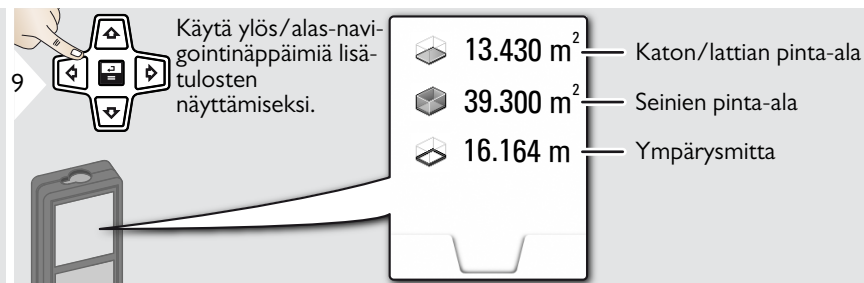 9
Käytä ylös/alas-navi-
gointinäppäimiä lisä-
tulosten
näyttämiseksi.
13.430 m² Katon/lattian pinta-ala
39.300 m² Seinien pinta-ala
16.164 m Ympärysmitta